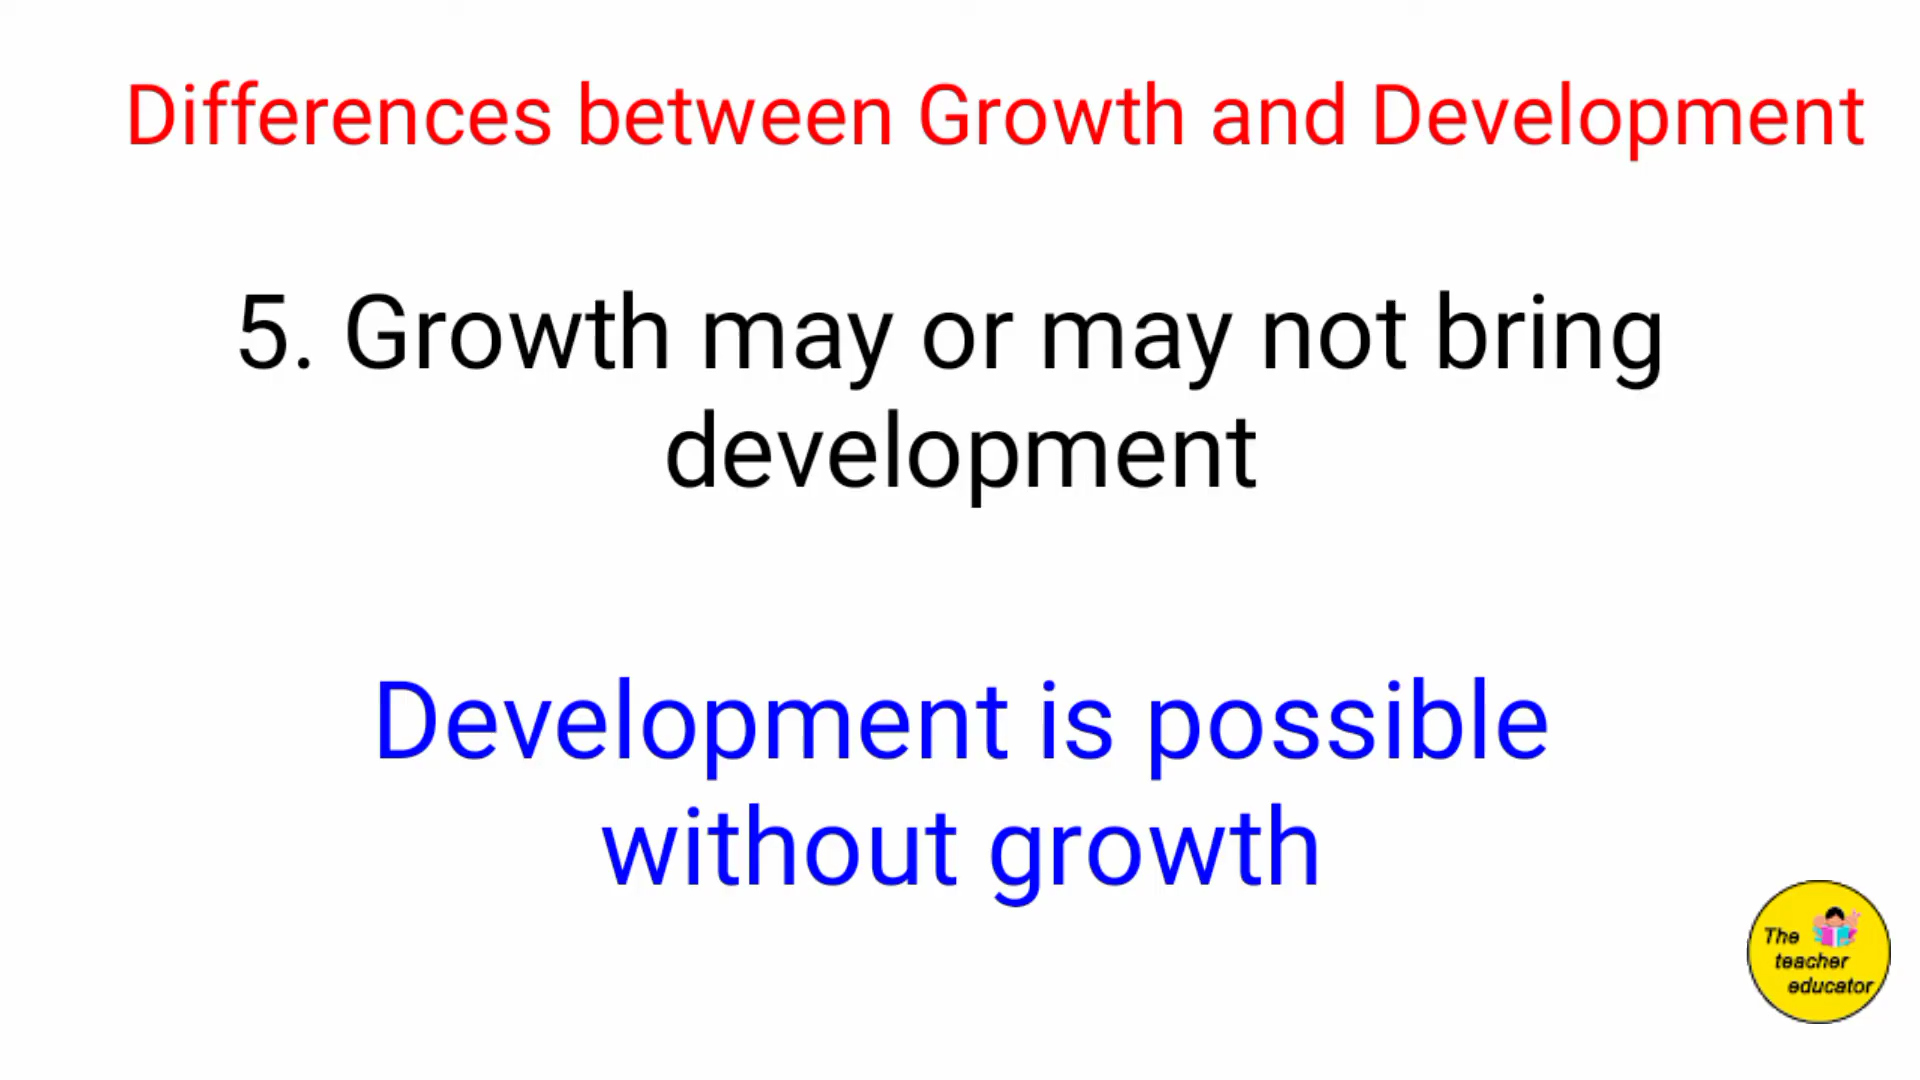 Differences between Growth and Development
5. Growth may or may not bring
development
Development is possible
without growth
The
teacher
educator